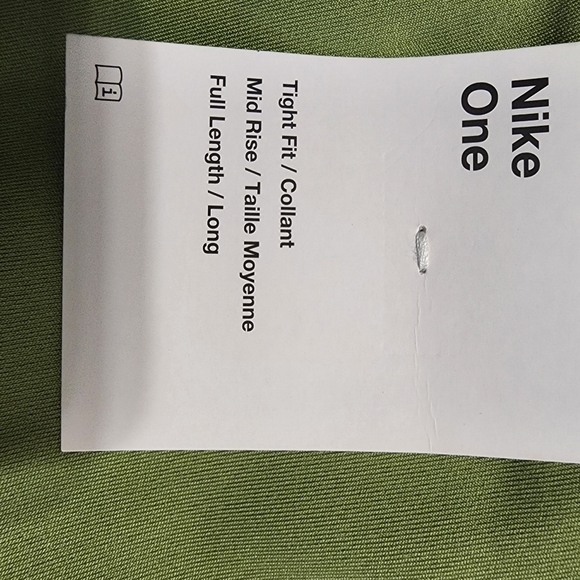 Nike
One
Tight Fit / Collant
Mid Rise / Taille Moyenne
Full Length / Long
i